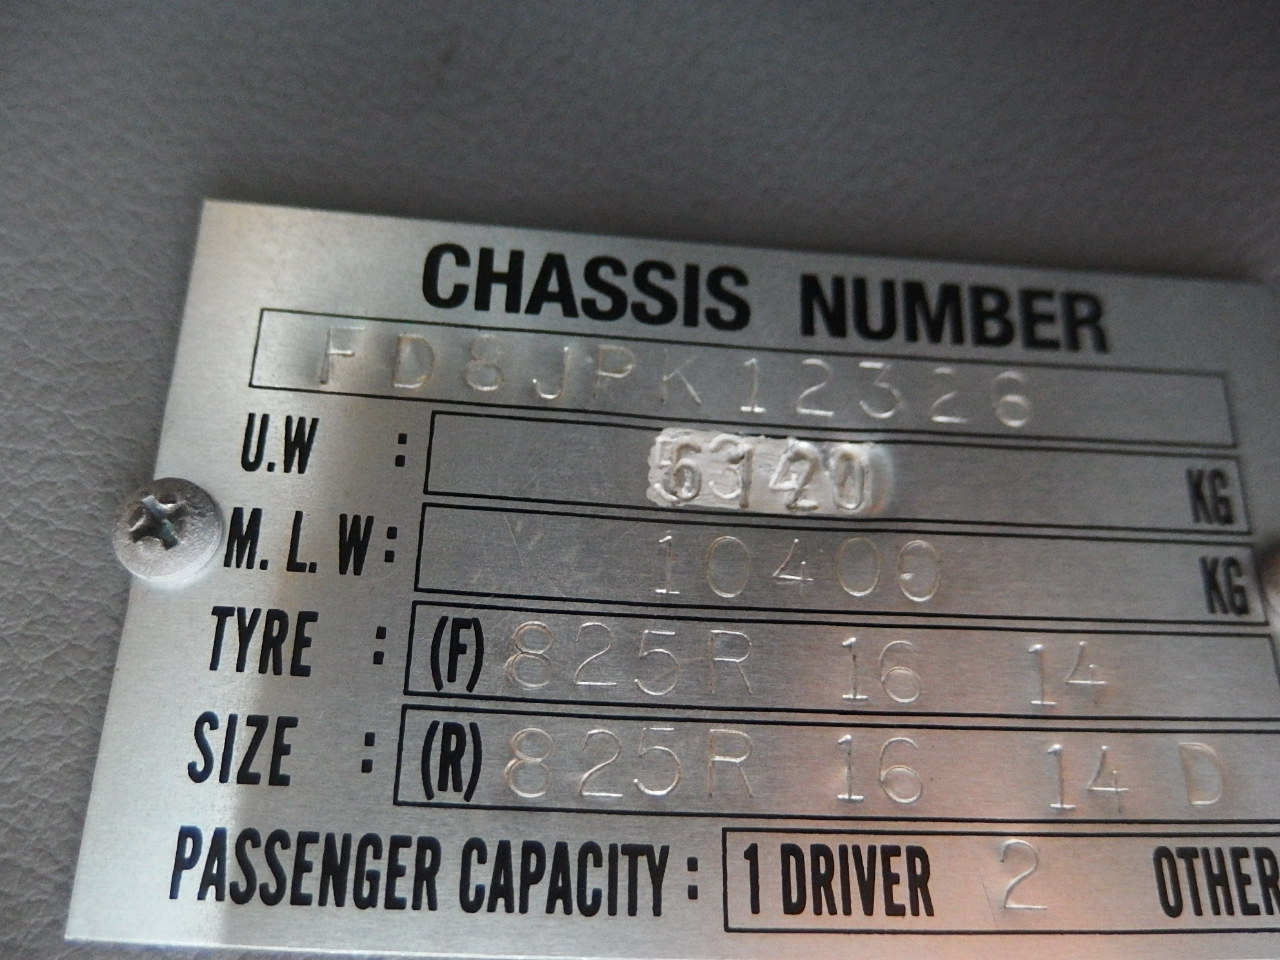 CHASSIS NUMBER
FD8JPK12326
U.W : KG
M.L.W: 10400 KG
TYRE : (F) 825R 16 14
SIZE : (R) 825R 16 14 D
PASSENGER CAPACITY: 1 DRIVER 2 OTHER